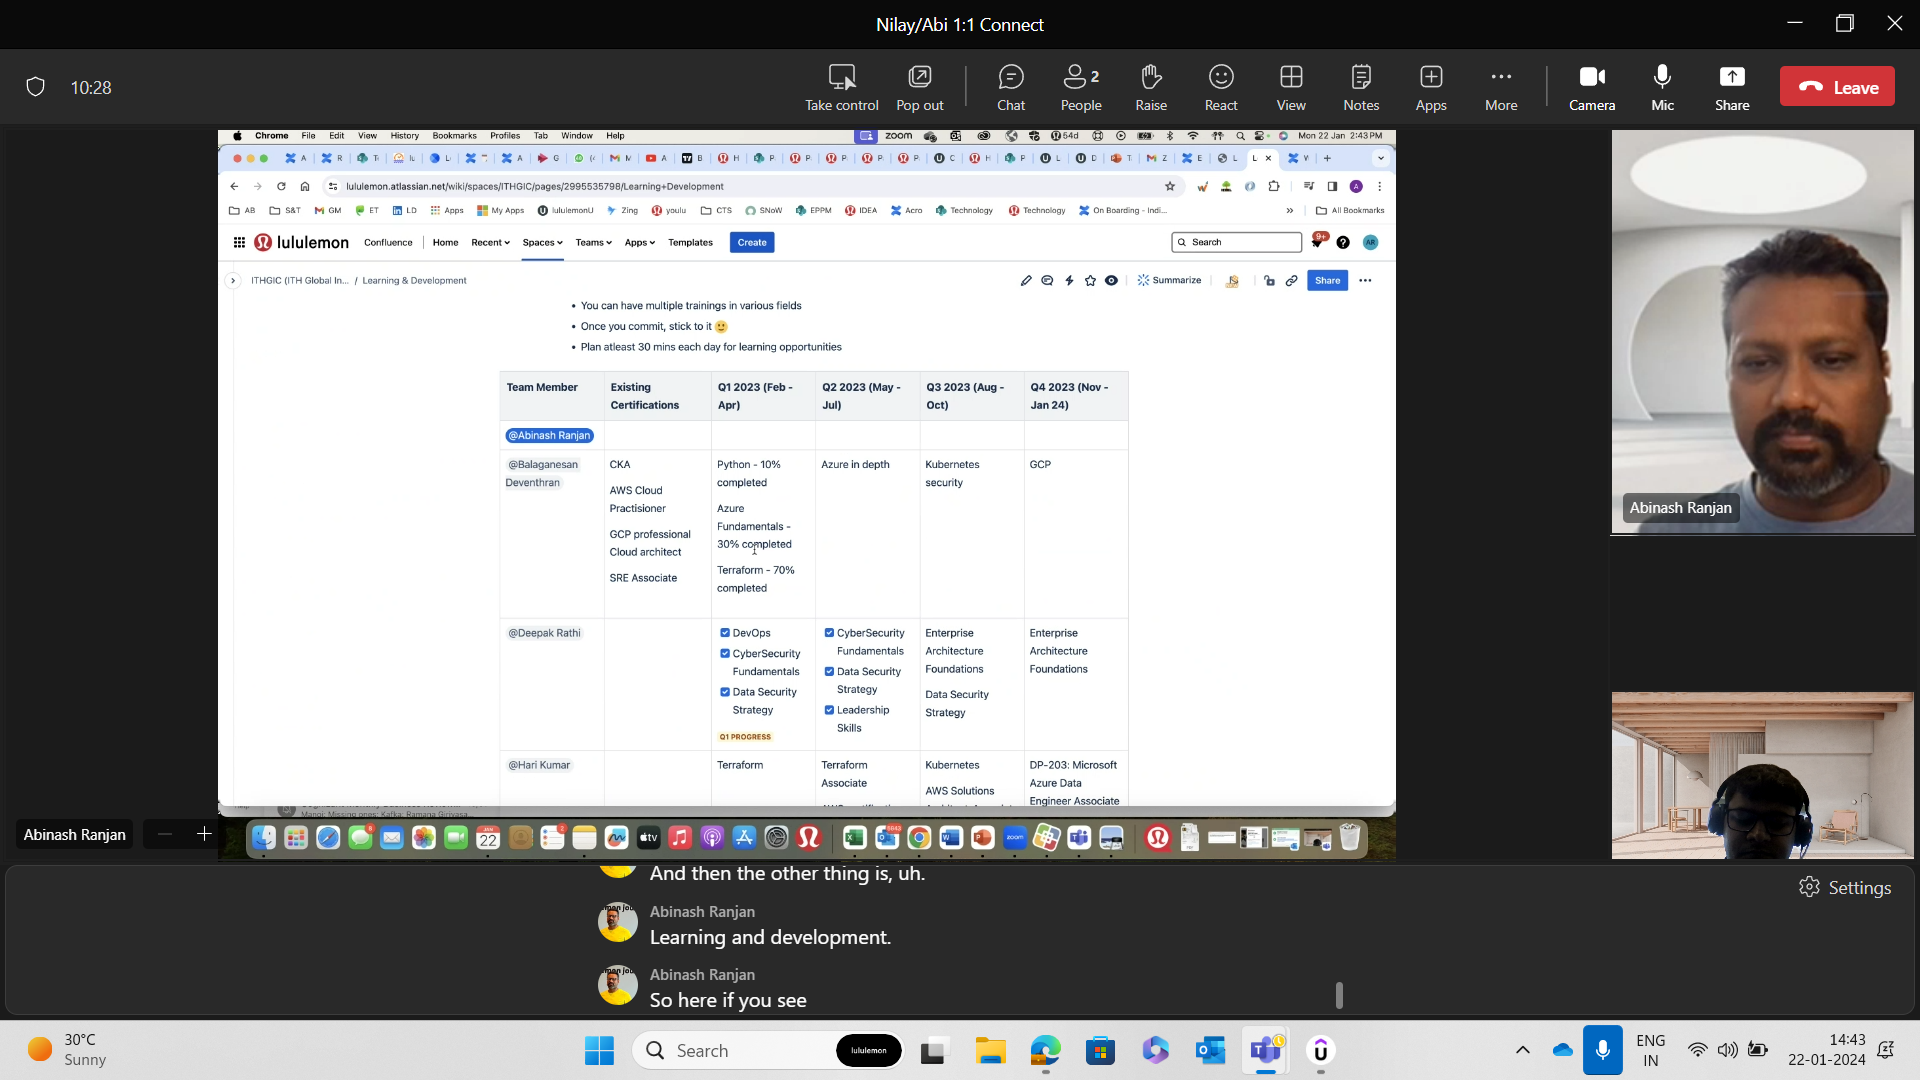 Nilay/Abi 1:1 Connect
10:28
Take control
Pop out
Chat
People
2
Raise
React
View
Notes
Apps
More
Camera
Mic
Share
Leave
Chrome File Edit View History Bookmarks Profiles Tab Window Help
zoom
54d
Mon 22 Jan 2:43 PM
lululemon.atlassian.net/wiki/spaces/ITHGIC/pages/2995535798/Learning+Development
AB S&T GM ET LD Apps My Apps lululemonU Zing youlu CTS SNoW EPPM IDEA Acro Technology Technology On Boarding - Indi... » All Bookmarks
lululemon Confluence Home Recent Spaces Teams Apps Templates Create
Search
9+
AR
ITHGIC (ITH Global In... / Learning & Development
Summarize
Share
• You can have multiple trainings in various fields
• Once you commit, stick to it
• Plan atleast 30 mins each day for learning opportunities
Team Member
Existing
Certifications
Q1 2023 (Feb -
Apr)
Q2 2023 (May -
Jul)
Q3 2023 (Aug -
Oct)
Q4 2023 (Nov -
Jan 24)
@Abinash Ranjan
@Balaganesan
Deventhran
CKA
AWS Cloud
Practisioner
GCP professional
Cloud architect
SRE Associate
Python - 10%
completed
Azure
Fundamentals -
30% completed
Terraform - 70%
completed
Azure in depth
Kubernetes
security
GCP
@Deepak Rathi
DevOps
CyberSecurity
Fundamentals
Data Security
Strategy
Q1 PROGRESS
CyberSecurity
Fundamentals
Data Security
Strategy
Leadership
Skills
Enterprise
Architecture
Foundations
Data Security
Strategy
Enterprise
Architecture
Foundations
@Hari Kumar
Terraform
Terraform
Associate
Kubernetes
AWS Solutions
DP-203: Microsoft
Azure Data
Engineer Associate
Abinash Ranjan
Abinash Ranjan
And then the other thing is, uh.
Abinash Ranjan
Learning and development.
Abinash Ranjan
So here if you see
Settings
30°C
Sunny
Search
lululemon
ENG
IN
14:43
22-01-2024